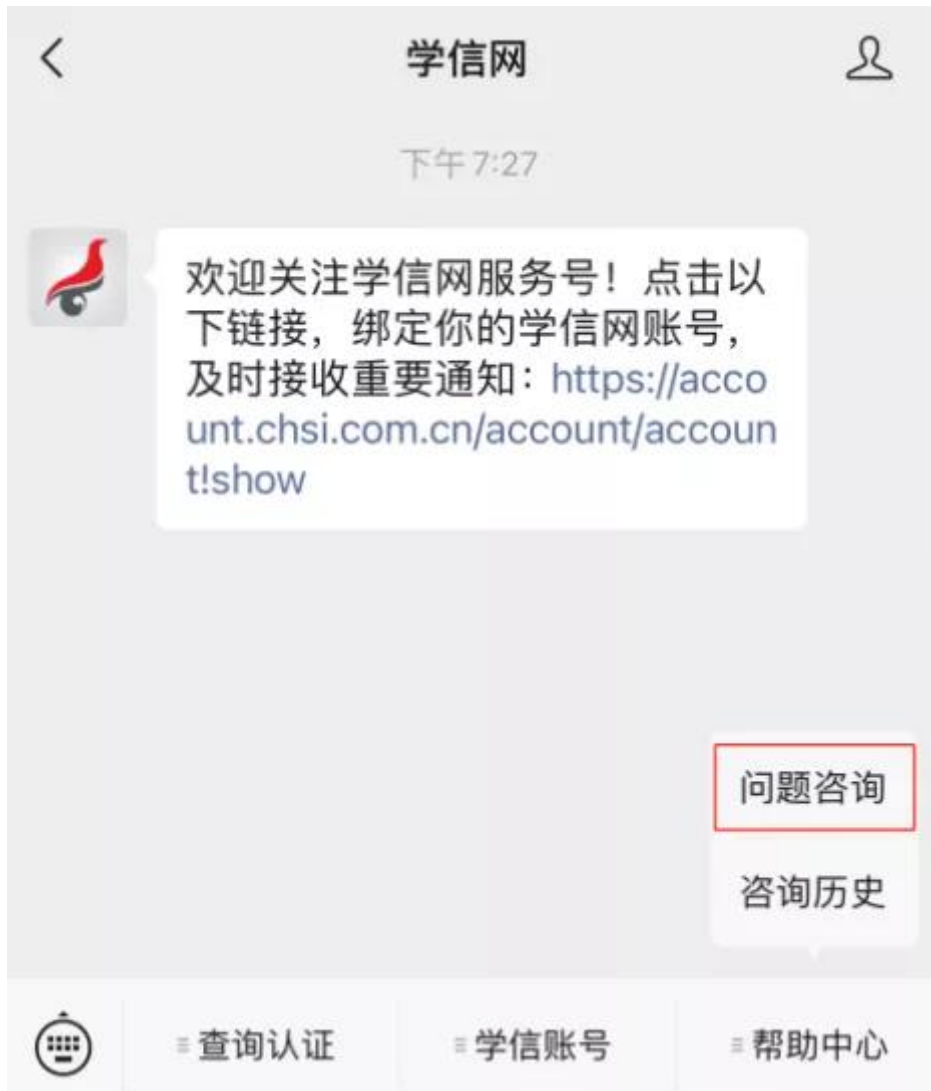 学信网
下午 7:27
欢迎关注学信网服务号！点击以
下链接，绑定你的学信网账号，
及时接收重要通知：https://acco
unt.chsi.com.cn/account/accoun
t!show
问题咨询
咨询历史
查询认证
学信账号
帮助中心